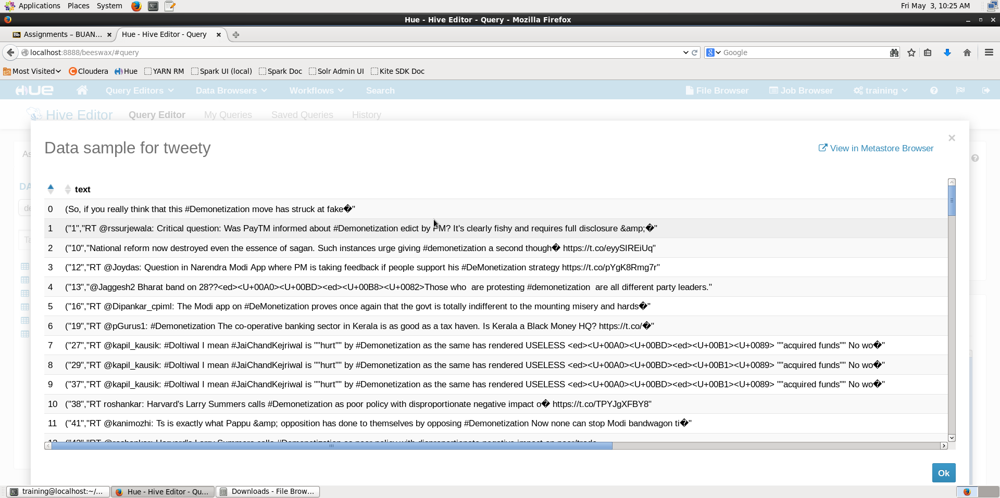 Applications Places System Fri May 3, 10:25 AM
Hue - Hive Editor - Query - Mozilla Firefox
Bb Assignments – BUAN... Hue - Hive Editor - Query
localhost:8888/beeswax/#query Google
Most Visited Cloudera Hue YARN RM Spark UI (local) Spark Doc Solr Admin UI Kite SDK Doc
HUE Query Editors Data Browsers Workflows Search File Browser Job Browser training
Hive Editor Query Editor My Queries Saved Queries History
Data sample for tweety
View in Metastore Browser
text
0 (So, if you really think that this #Demonetization move has struck at fake�"
1 ("1","RT @rssurjewala: Critical question: Was PayTM informed about #Demonetization edict by PM? It's clearly fishy and requires full disclosure &amp;�"
2 ("10","National reform now destroyed even the essence of sagan. Such instances urge giving #demonetization a second though� https://t.co/eyySIREiUq"
3 ("12","RT @Joydas: Question in Narendra Modi App where PM is taking feedback if people support his #DeMonetization strategy https://t.co/pYgK8Rmg7r"
4 ("13","@Jaggesh2 Bharat band on 28??<ed><U+00A0><U+00BD><ed><U+00B8><U+0082>Those who  are protesting #demonetization  are all different party leaders."
5 ("16","RT @Dipankar_cpiml: The Modi app on #DeMonetization proves once again that the govt is totally indifferent to the mounting misery and hards�"
6 ("19","RT @pGurus1: #Demonetization The co-operative banking sector in Kerala is as good as a tax haven. Is Kerala a Black Money HQ? https://t.co/�"
7 ("27","RT @kapil_kausik: #Doltiwal I mean #JaiChandKejriwal is ""hurt"" by #Demonetization as the same has rendered USELESS <ed><U+00A0><U+00BD><ed><U+00B1><U+0089> ""acquired funds"" No wo�"
8 ("29","RT @kapil_kausik: #Doltiwal I mean #JaiChandKejriwal is ""hurt"" by #Demonetization as the same has rendered USELESS <ed><U+00A0><U+00BD><ed><U+00B1><U+0089> ""acquired funds"" No wo�"
9 ("37","RT @kapil_kausik: #Doltiwal I mean #JaiChandKejriwal is ""hurt"" by #Demonetization as the same has rendered USELESS <ed><U+00A0><U+00BD><ed><U+00B1><U+0089> ""acquired funds"" No wo�"
10 ("38","RT roshankar: Harvard's Larry Summers calls #Demonetization as poor policy with disproportionate negative impact o� https://t.co/TPYJgXFBY8"
11 ("41","RT @kanimozhi: Ts is exactly what Pappu &amp; opposition has done to themselves by opposing #Demonetization Now none can stop Modi bandwagon ti�"
Ok
training@localhost:~/... Hue - Hive Editor - Qu... Downloads - File Brow...